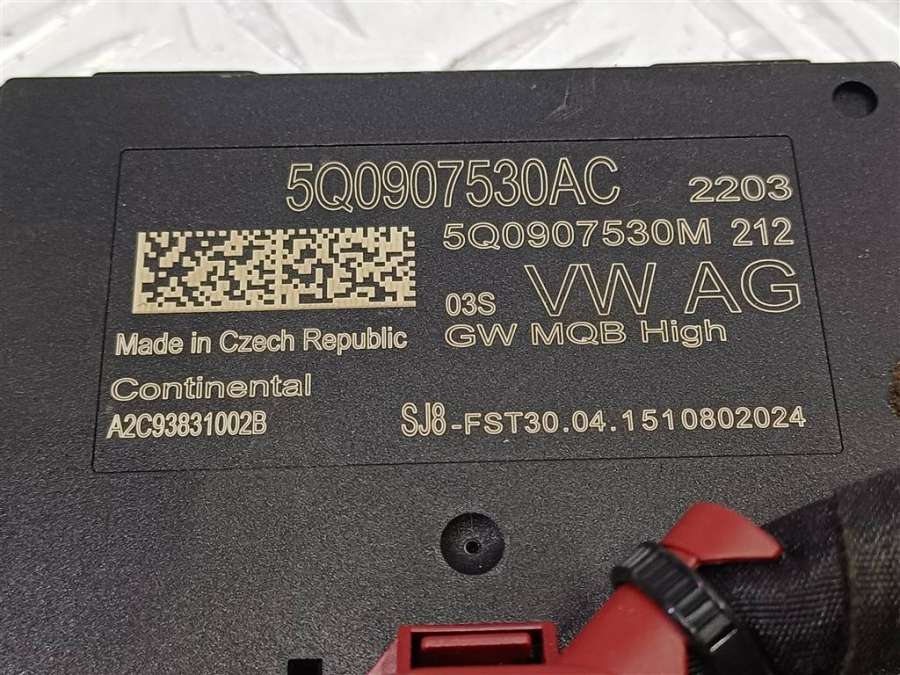 5Q0907530AC 2203
5Q0907530M 212
03S VW AG
GW MQB High
Made in Czech Republic
Continental
A2C93831002B SJ8-FST30.04.1510802024